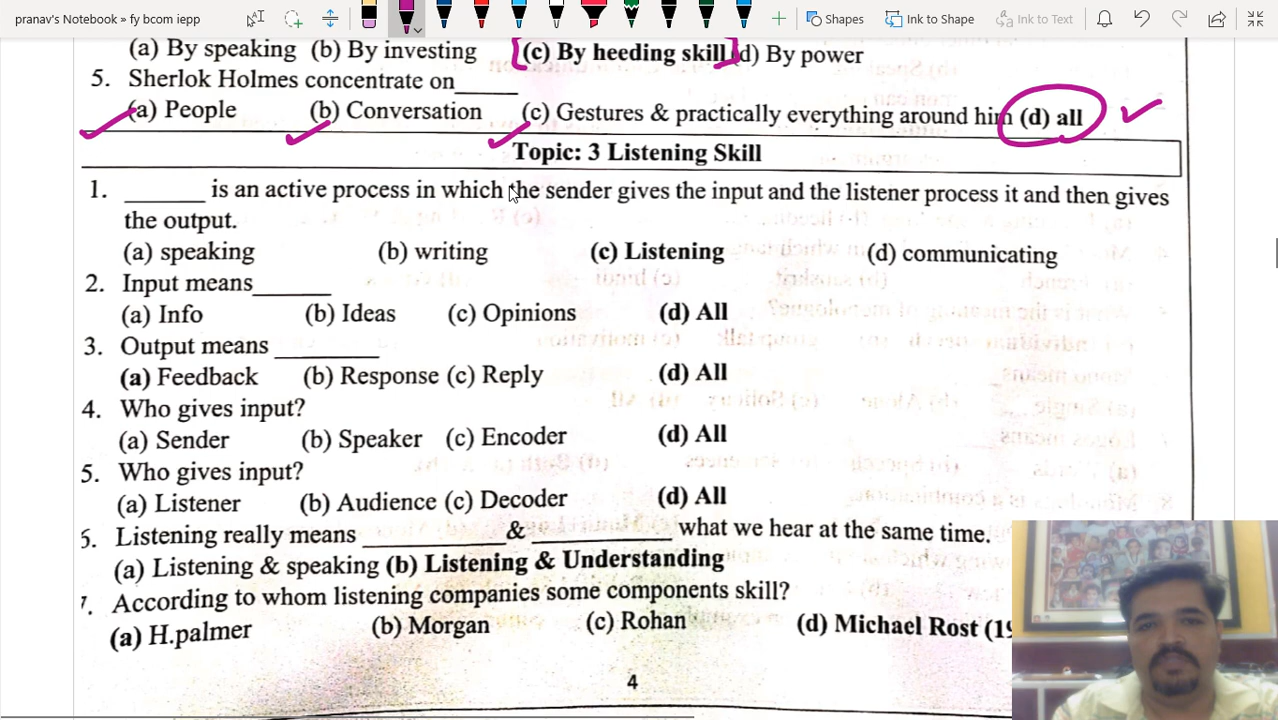 pranav's Notebook » fy bcom iepp
Shapes
Ink to Shape
Ink to Text
(a) By speaking (b) By investing (c) By heeding skill (d) By power
5. Sherlok Holmes concentrate on_____
(a) People (b) Conversation (c) Gestures & practically everything around him (d) all
Topic: 3 Listening Skill
1. ______ is an active process in which the sender gives the input and the listener process it and then gives
the output.
(a) speaking (b) writing (c) Listening (d) communicating
2. Input means______
(a) Info (b) Ideas (c) Opinions (d) All
3. Output means ________
(a) Feedback (b) Response (c) Reply (d) All
4. Who gives input?
(a) Sender (b) Speaker (c) Encoder (d) All
5. Who gives input?
(a) Listener (b) Audience (c) Decoder (d) All
6. Listening really means __________&__________ what we hear at the same time.
(a) Listening & speaking (b) Listening & Understanding
7. According to whom listening companies some components skill?
(a) H.palmer (b) Morgan (c) Rohan (d) Michael Rost
4